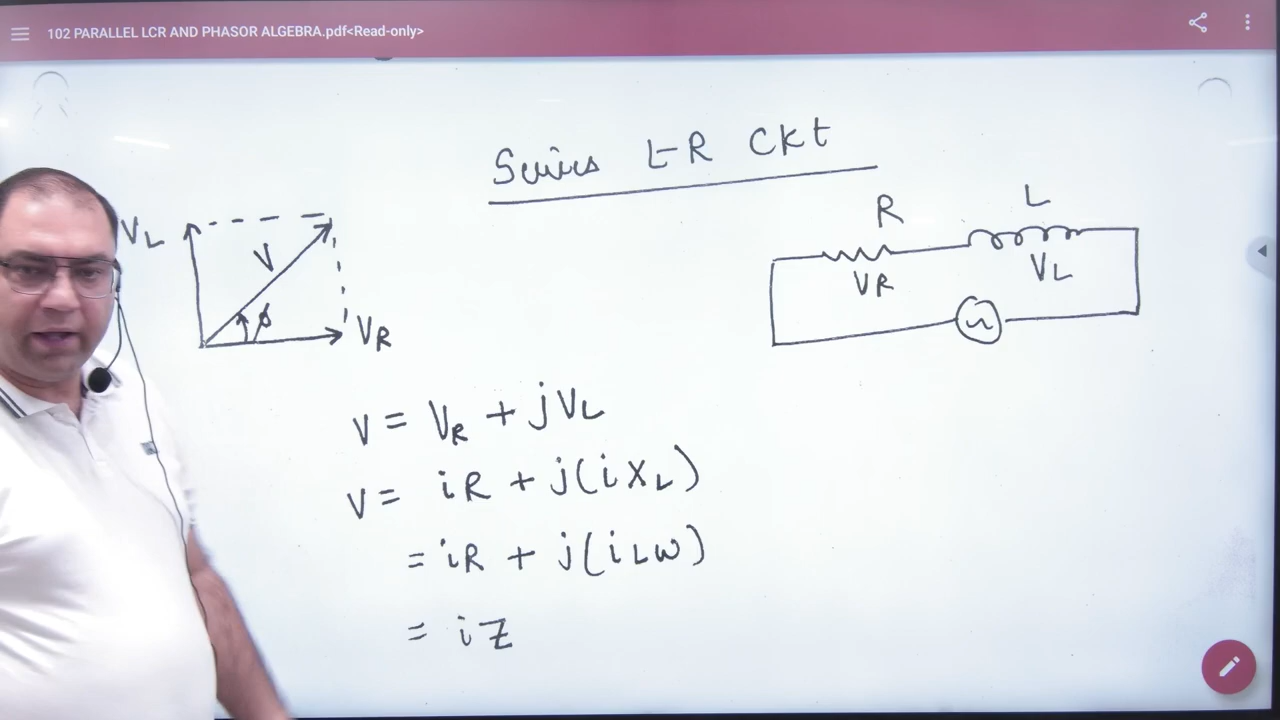 102 PARALLEL LCR AND PHASOR ALGEBRA.pdf<Read-only>
Series L-R Ckt
VL
V
φ
VR
R
L
VR
VL
V = VR + jVL
V = iR + j(iXL)
= iR + j(iLω)
= iZ